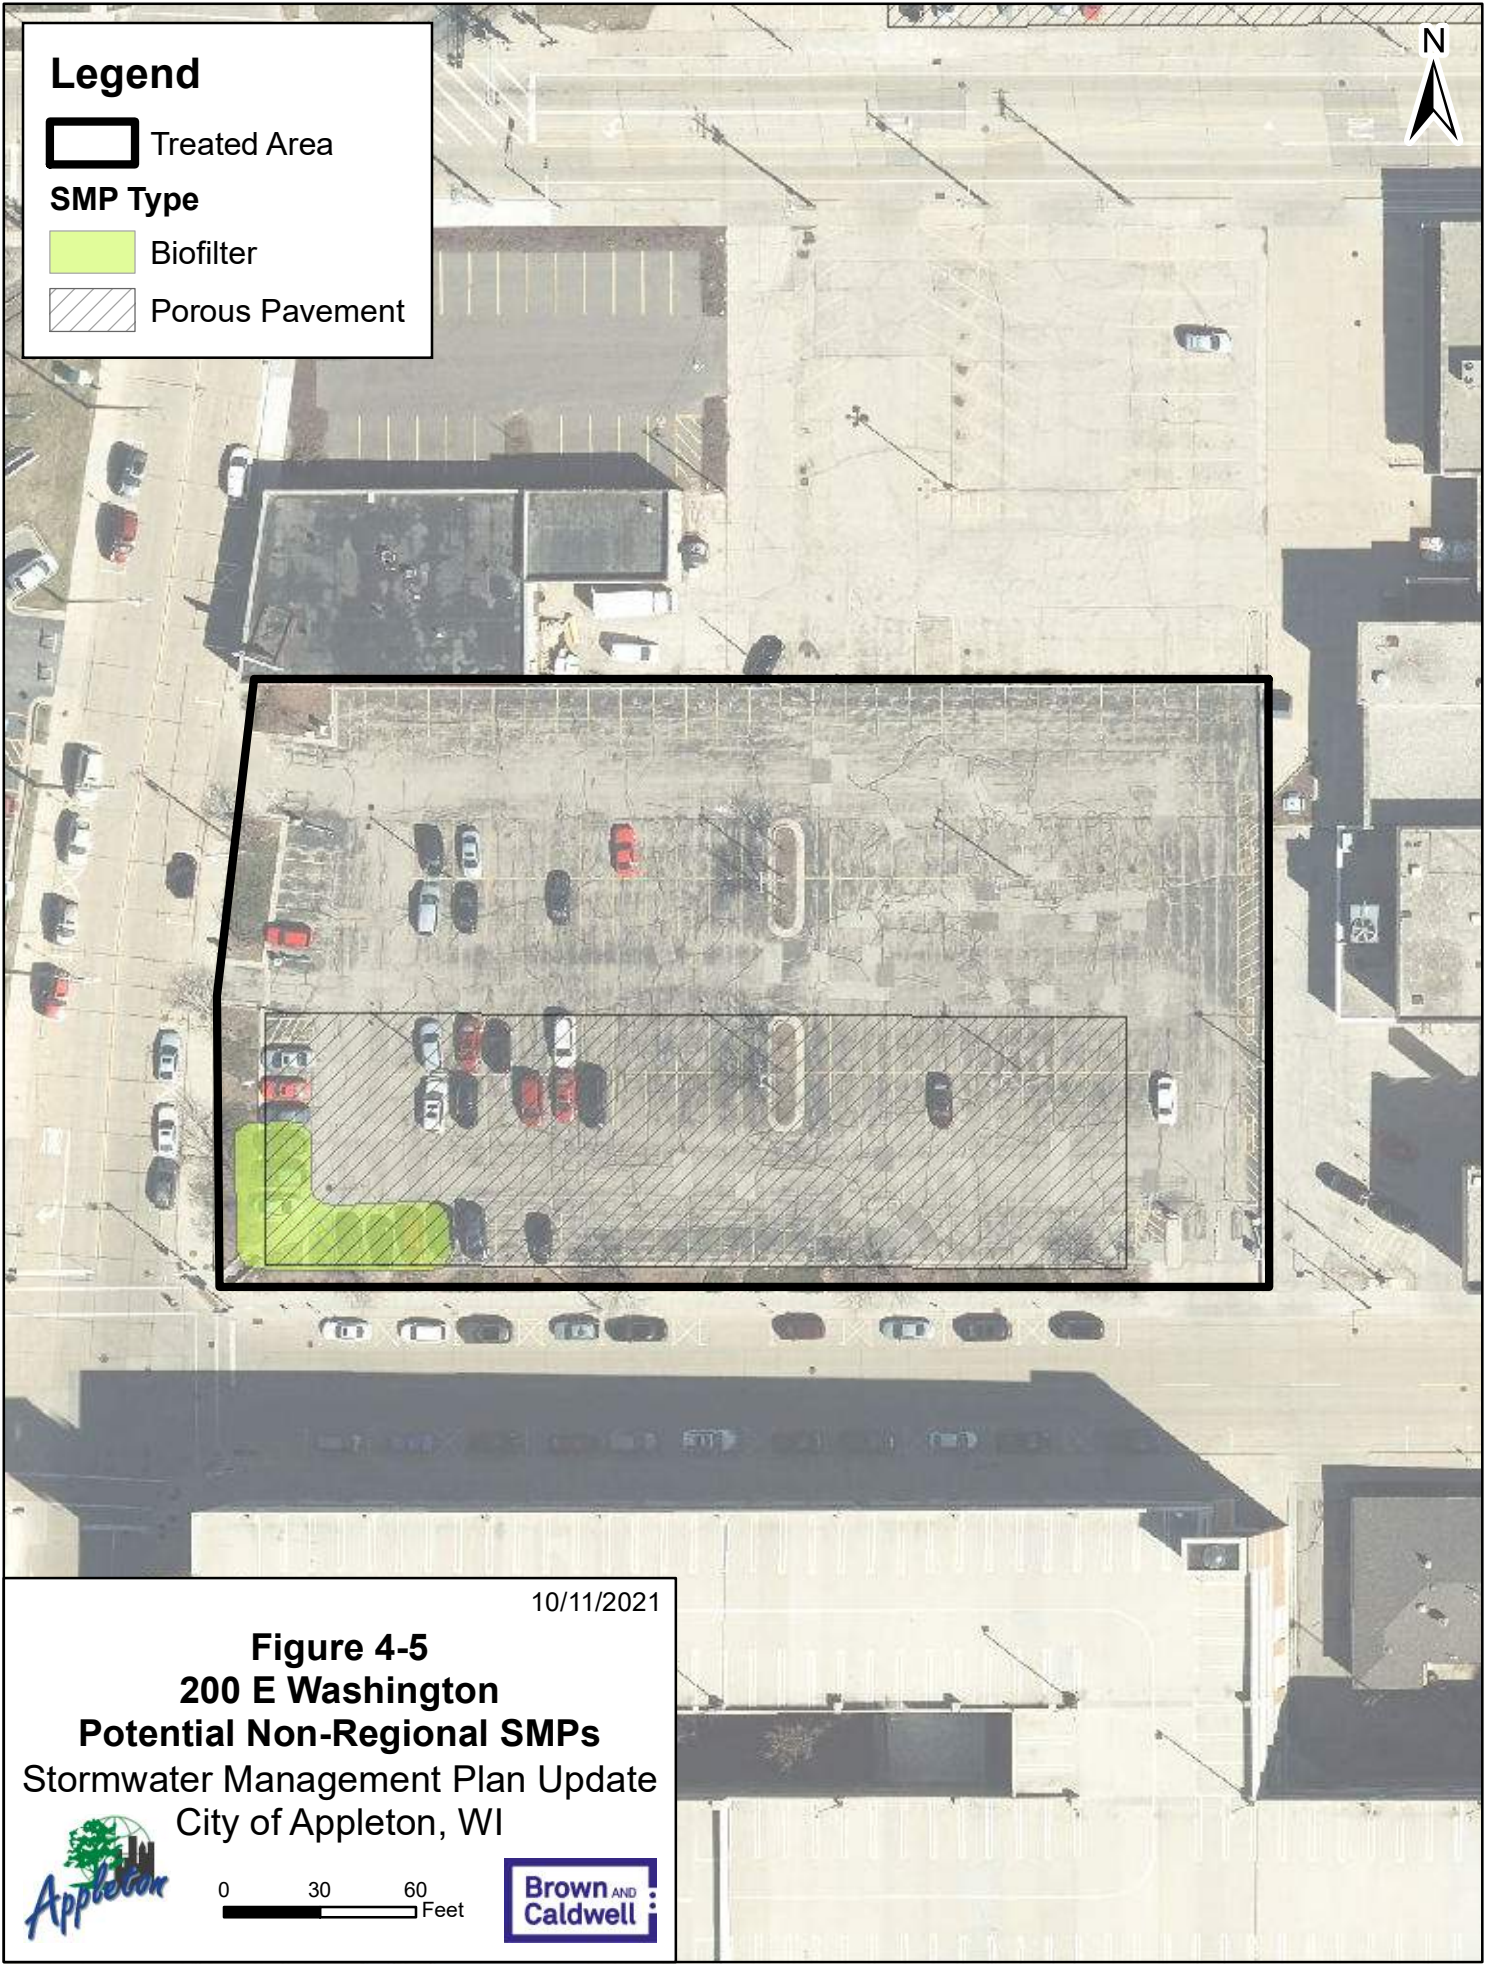 Legend
Treated Area
SMP Type
Biofilter
Porous Pavement
N
10/11/2021
Figure 4-5
200 E Washington
Potential Non-Regional SMPs
Stormwater Management Plan Update
City of Appleton, WI
Appleton
0 30 60
Feet
Brown AND
Caldwell